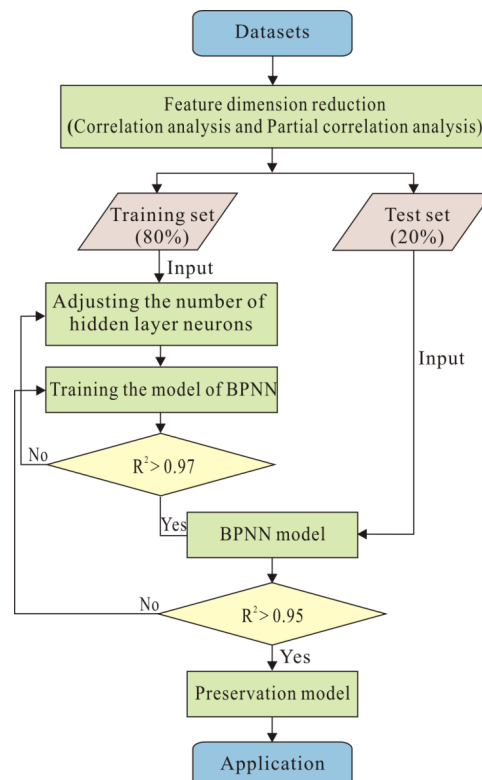 Datasets
Feature dimension reduction
(Correlation analysis and Partial correlation analysis)
Training set
(80%)
Test set
(20%)
Input
Adjusting the number of
hidden layer neurons
Input
Training the model of BPNN
No
R²> 0.97
Yes
BPNN model
No
R²> 0.95
Yes
Preservation model
Application